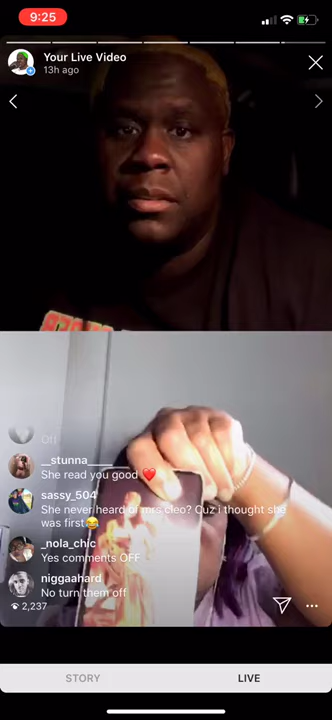 9:25
Your Live Video
13h ago
Off
__stunna____
She read you good ❤️
sassy_504
She never heard of mrs cleo? Cuz i thought she
was first😂
_nola_chic
Yes comments OFF
niggaahard
No turn them off
2,237
STORY
LIVE